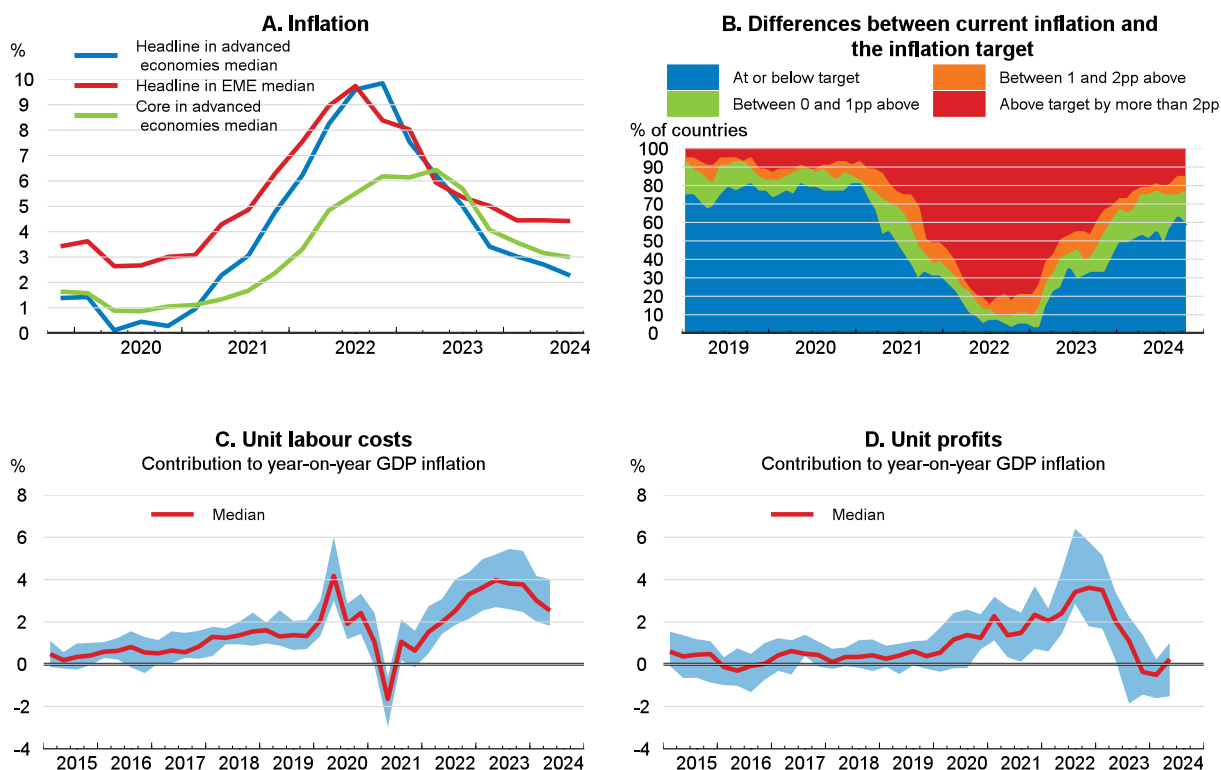 A. Inflation
%
Headline in advanced
economies median
Headline in EME median
Core in advanced
economies median
10
9
8
7
6
5
4
3
2
1
0
2020 2021 2022 2023 2024
B. Differences between current inflation and
the inflation target
At or below target
Between 1 and 2pp above
Between 0 and 1pp above
Above target by more than 2pp
% of countries
100
90
80
70
60
50
40
30
20
10
0
2019 2020 2021 2022 2023 2024
C. Unit labour costs
% Contribution to year-on-year GDP inflation
8
Median
6
4
2
0
-2
-4
2015 2016 2017 2018 2019 2020 2021 2022 2023 2024
D. Unit profits
% Contribution to year-on-year GDP inflation
8
Median
6
4
2
0
-2
-4
2015 2016 2017 2018 2019 2020 2021 2022 2023 2024